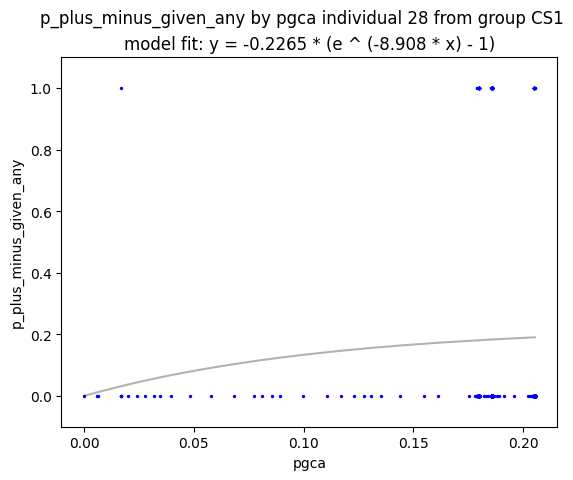 p_plus_minus_given_any by pgca individual 28 from group CS1
model fit: y = -0.2265 * (e ^ (-8.908 * x) - 1)
1.0
0.8
0.6
0.4
0.2
0.0
p_plus_minus_given_any
0.00 0.05 0.10 0.15 0.20
pgca